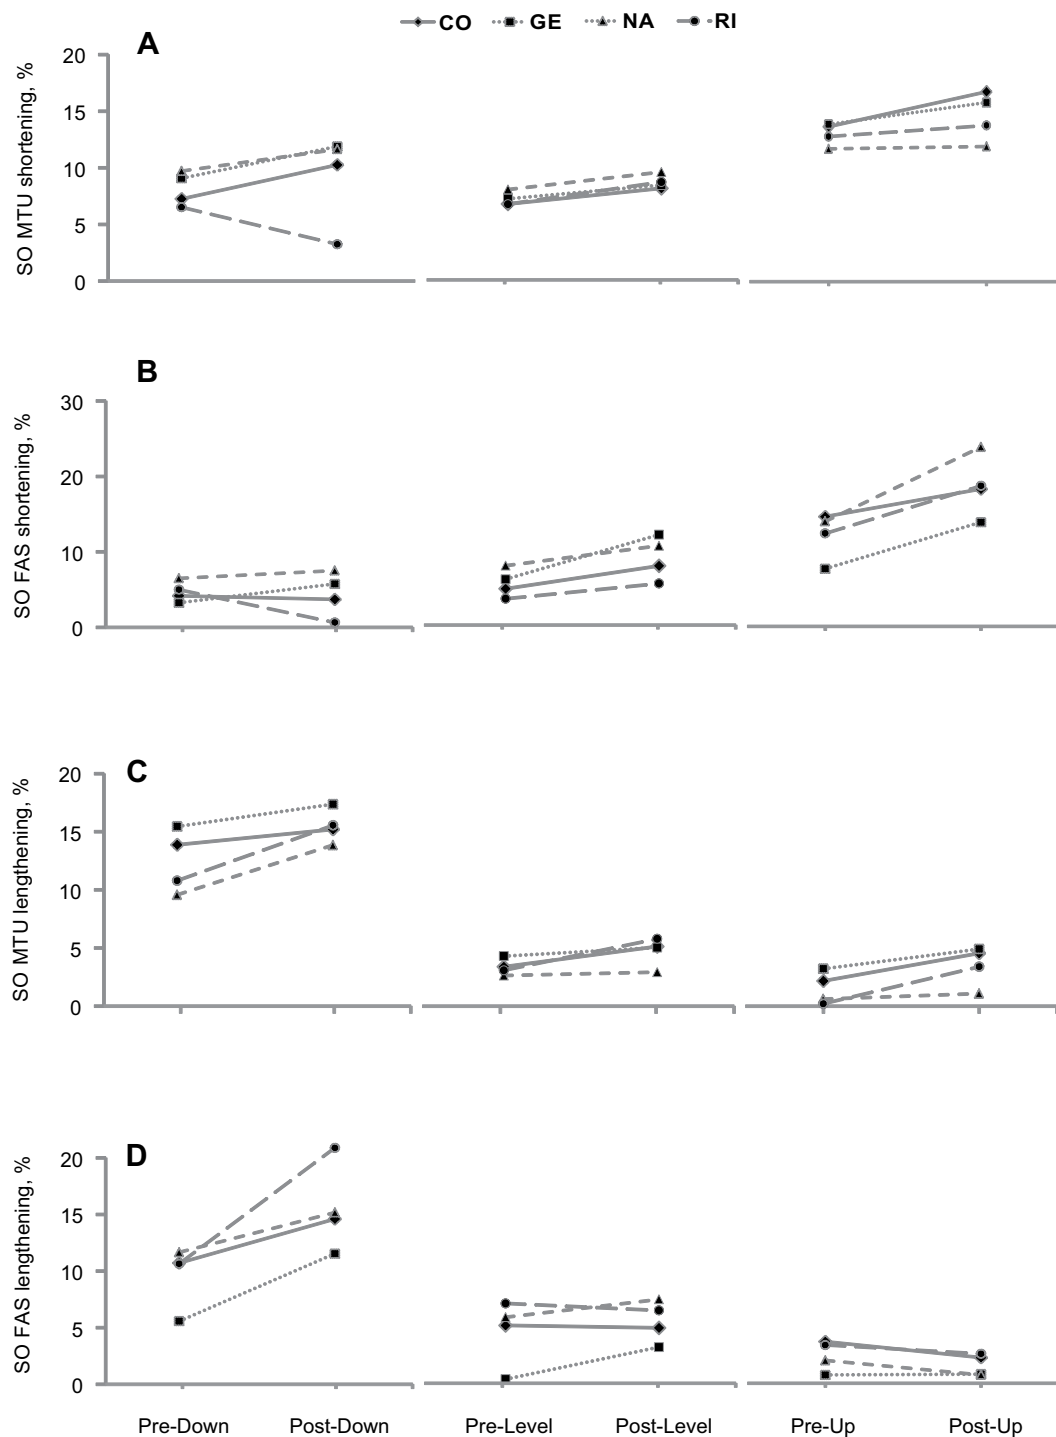 CO GE NA RI
A
SO MTU shortening, %
20
15
10
5
0
B
SO FAS shortening, %
30
20
10
0
C
SO MTU lengthening, %
20
15
10
5
0
D
SO FAS lengthening, %
20
15
10
5
0
Pre-Down Post-Down Pre-Level Post-Level Pre-Up Post-Up